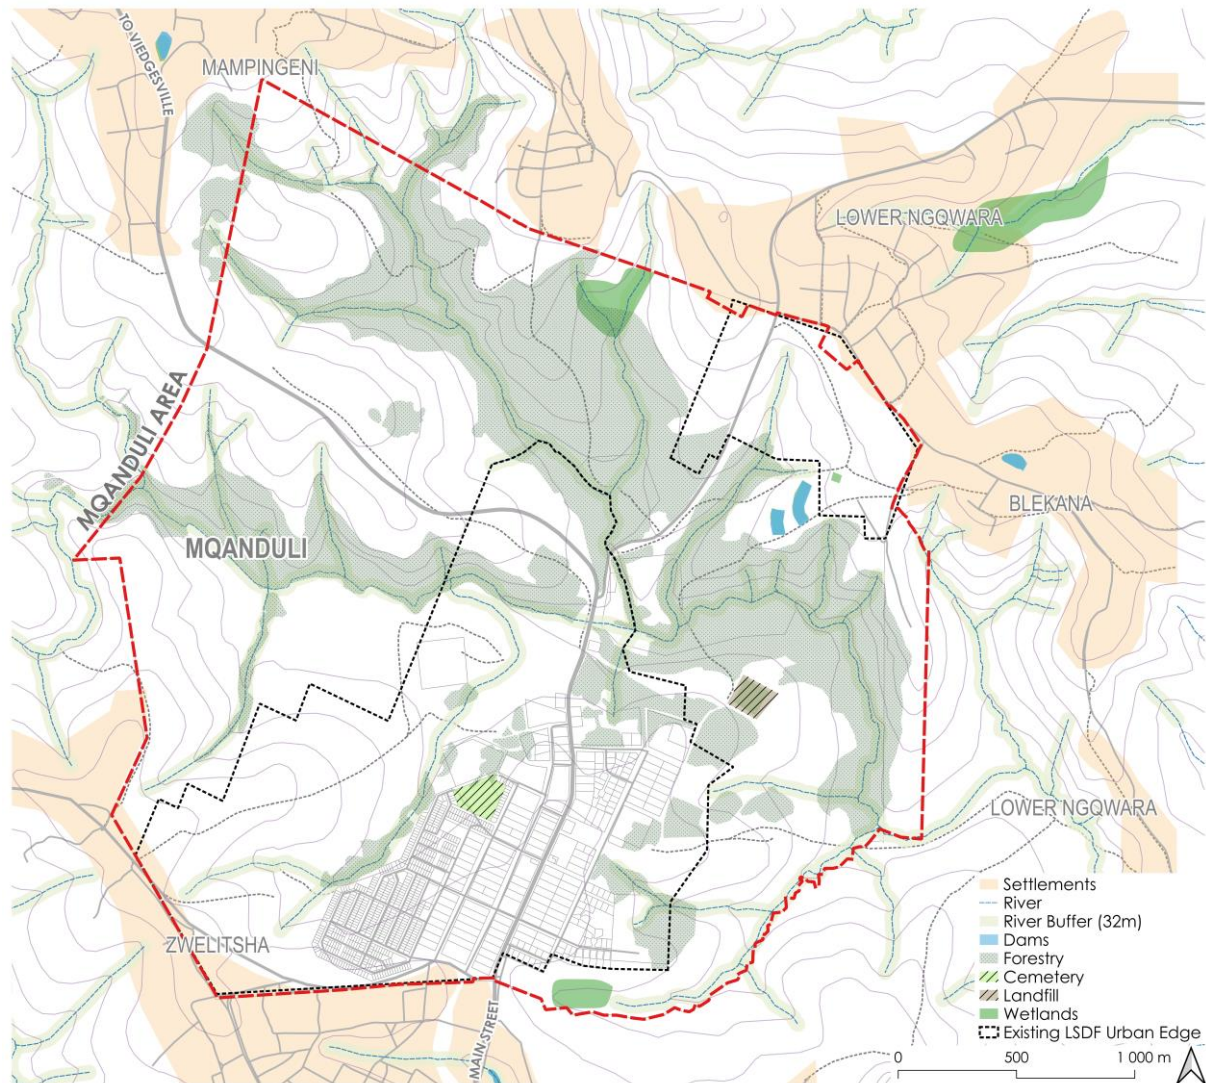 TO VIEDGESVILLE
MAMPINGENI
LOWER NGQWARA
MQANDULI AREA
BLEKANA
MQANDULI
LOWER NGQWARA
ZWELITSHA
MAIN STREET
Settlements
River
River Buffer (32m)
Dams
Forestry
Cemetery
Landfill
Wetlands
Existing LSDF Urban Edge
0 500 1 000 m